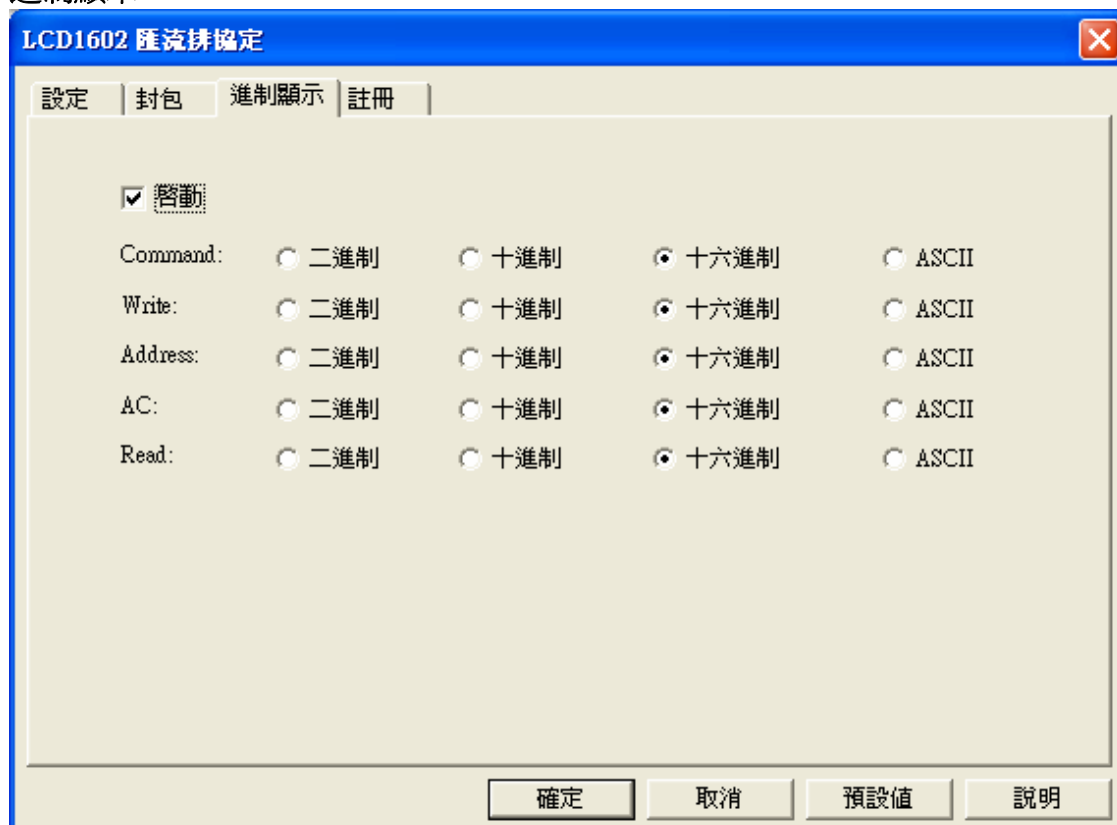 進制顯示
LCD1602 匯流排協定
設定 封包 進制顯示 註冊
啓動
Command: 二進制 十進制 十六進制 ASCII
Write: 二進制 十進制 十六進制 ASCII
Address: 二進制 十進制 十六進制 ASCII
AC: 二進制 十進制 十六進制 ASCII
Read: 二進制 十進制 十六進制 ASCII
確定 取消 預設值 說明